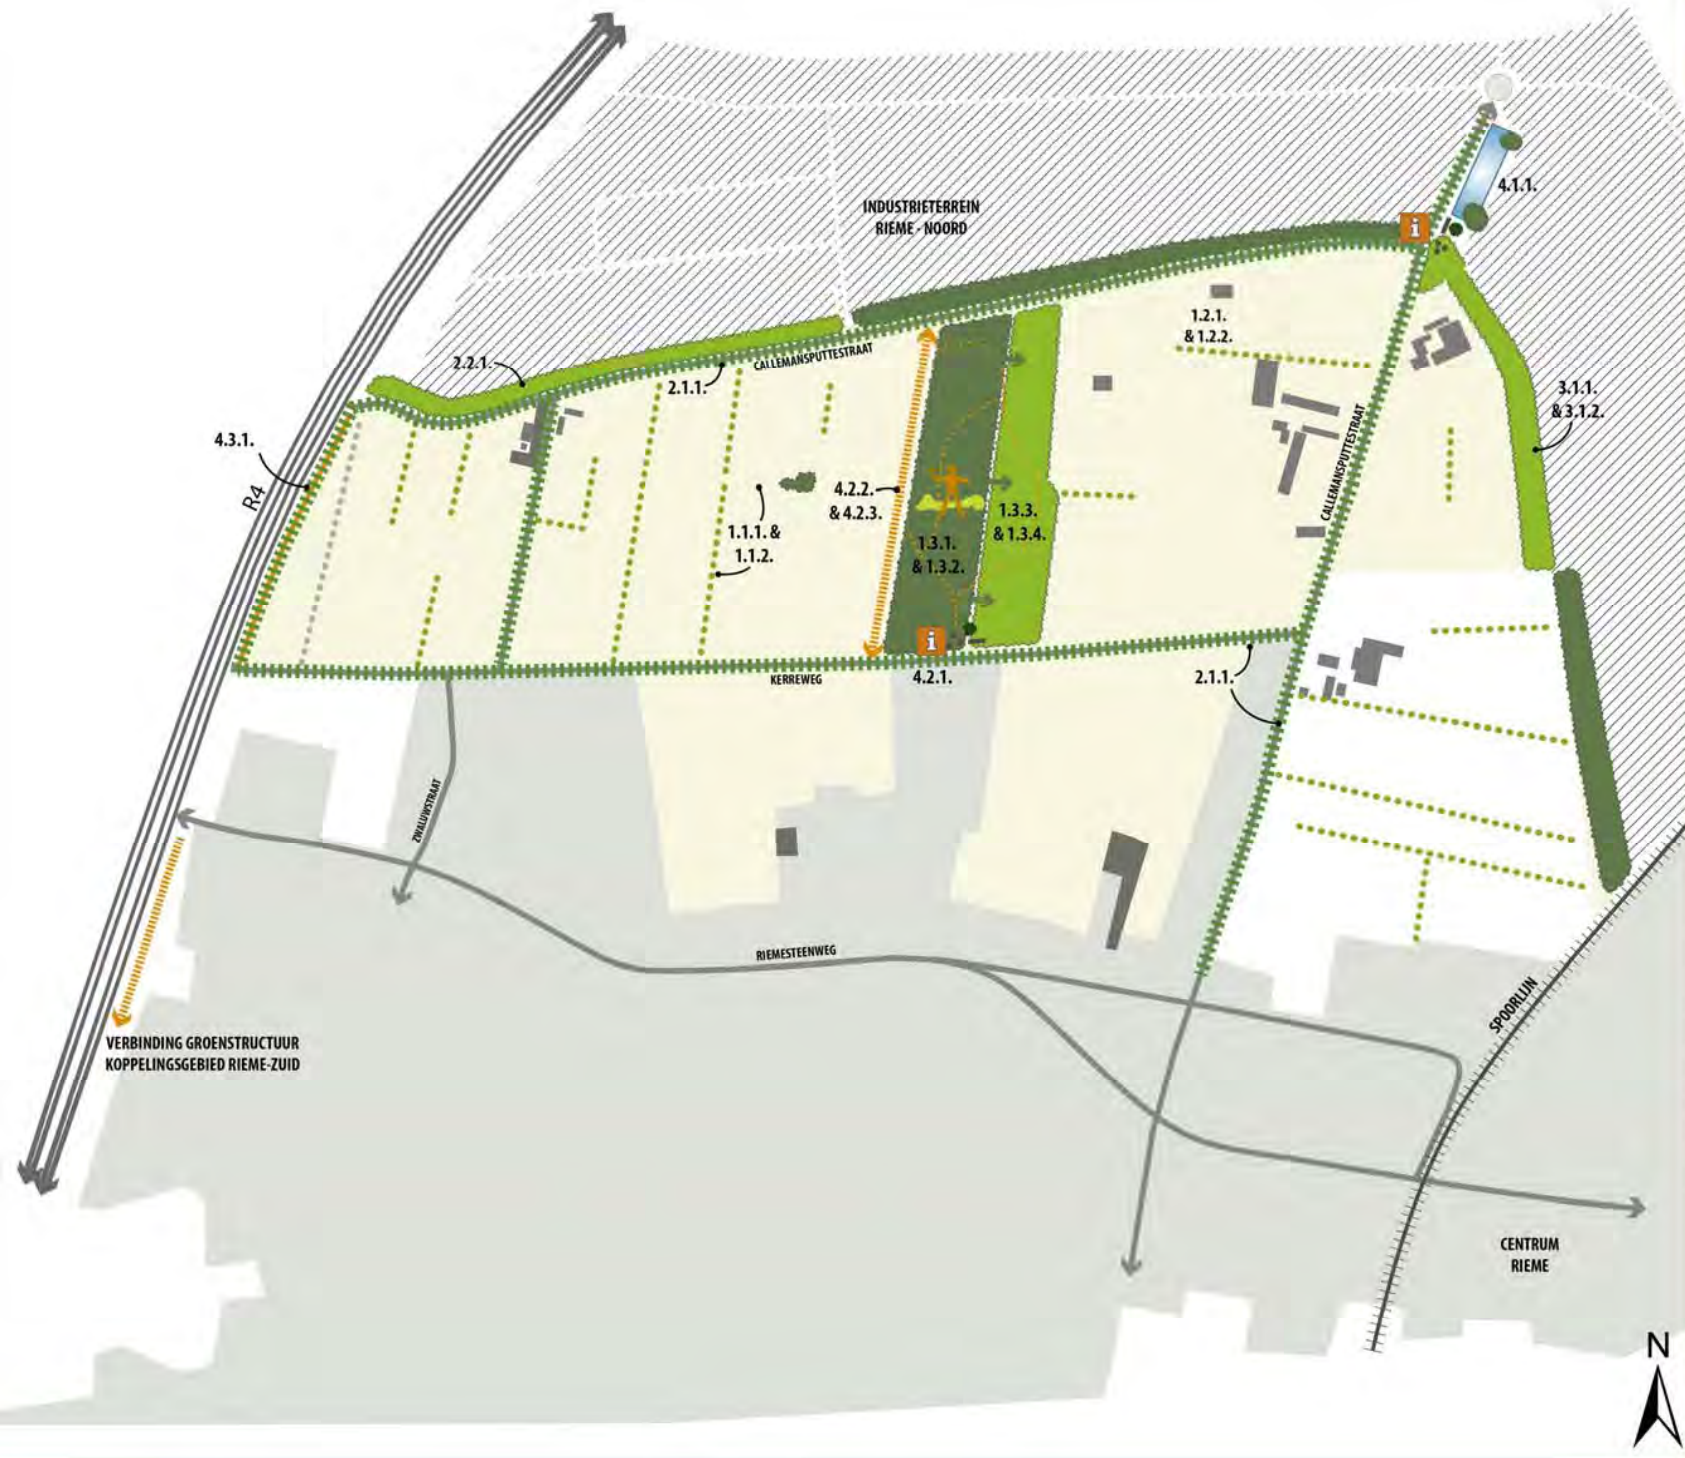 INDUSTRIETERREIN
RIEME - NOORD
i
4.1.1.
2.2.1.
CALLEMANSPUTTESTRAAT
2.1.1.
1.2.1.
& 1.2.2.
4.3.1.
R4
3.1.1.
& 3.1.2.
CALLEMANSPUTTESTRAAT
4.2.2.
& 4.2.3.
1.1.1. &
1.1.2.
1.3.3.
& 1.3.4.
1.3.1.
& 1.3.2.
i
4.2.1.
KERREWEG
2.1.1.
ZWALUWSTRAAT
RIEMESTEENWEG
SPOORLIJN
VERBINDING GROENSTRUCTUUR
KOPPELINGSGEBIED RIEME-ZUID
CENTRUM
RIEME
N